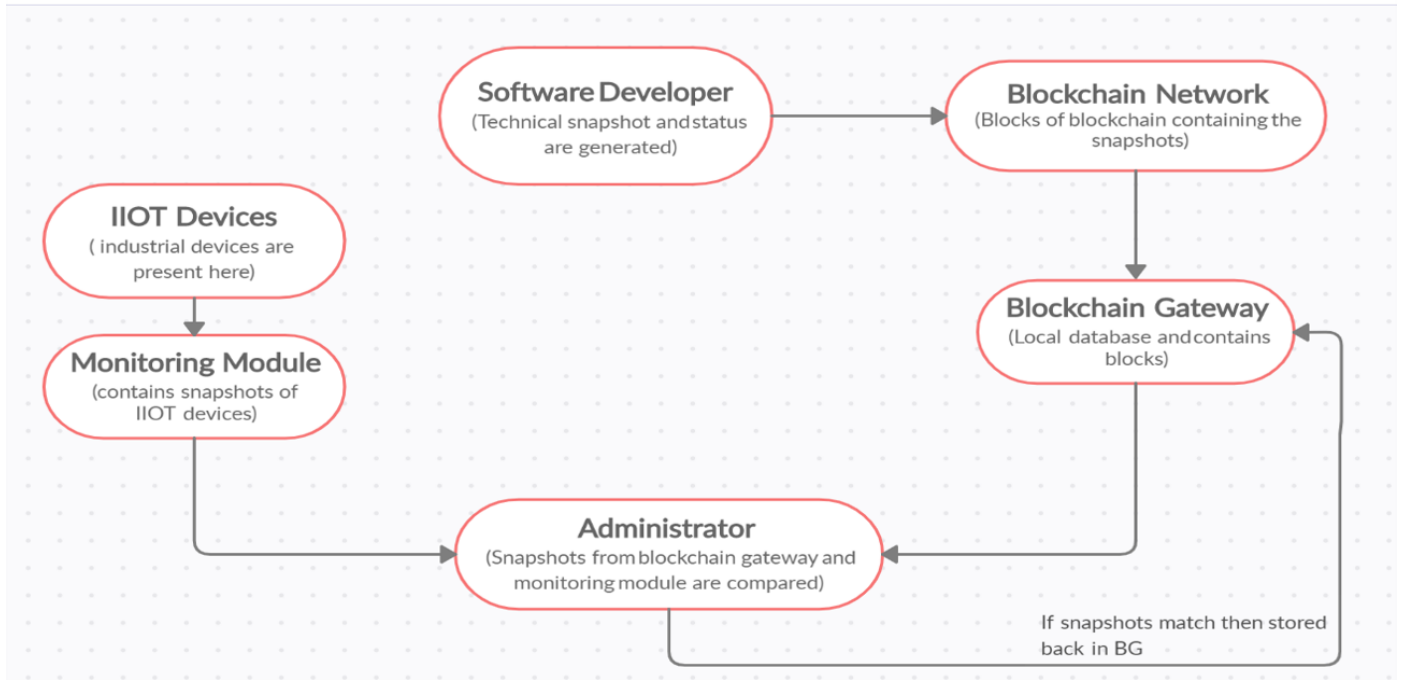 Software Developer
(Technical snapshot and status
are generated)
Blockchain Network
(Blocks of blockchain containing the
snapshots)
IIOT Devices
( industrial devices are
present here)
Blockchain Gateway
(Local database and contains
blocks)
Monitoring Module
(contains snapshots of
IIOT devices)
Administrator
(Snapshots from blockchain gateway and
monitoring module are compared)
If snapshots match then stored
back in BG